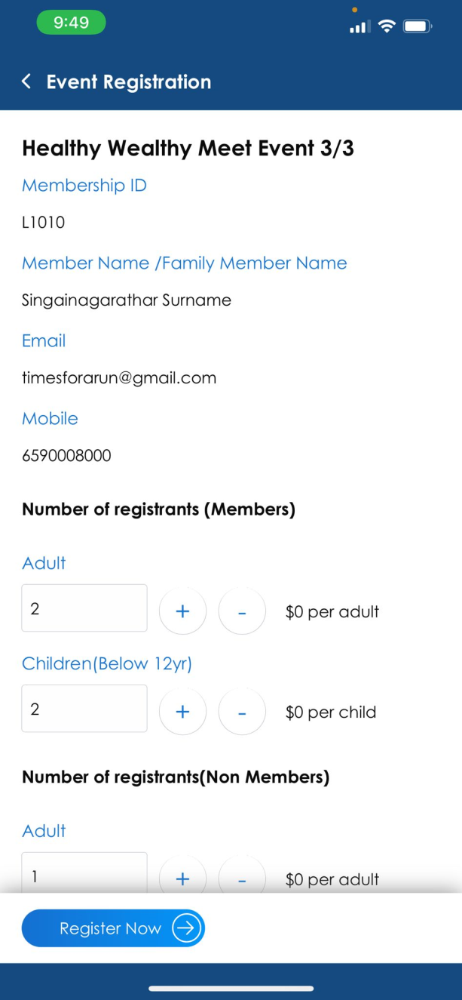 9:49
Event Registration
Healthy Wealthy Meet Event 3/3
Membership ID
L1010
Member Name /Family Member Name
Singainagarathar Surname
Email
timesforarun@gmail.com
Mobile
6590008000
Number of registrants (Members)
Adult
2 + - $0 per adult
Children(Below 12yr)
2 + - $0 per child
Number of registrants(Non Members)
Adult
1 + - $0 per adult
Register Now